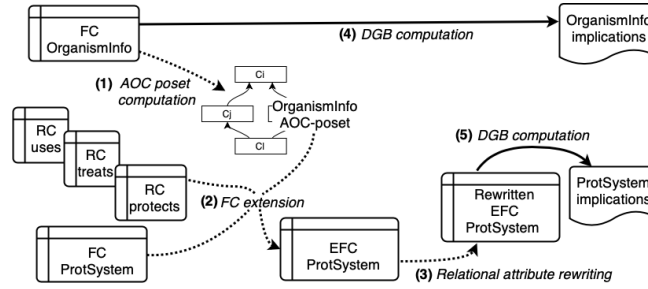 FC
OrganismInfo
(4) DGB computation
OrganismInfo
implications
(1) AOC poset
computation
Ci
Cj
OrganismInfo
AOC-poset
Cl
RC
uses
RC
treats
RC
protects
(2) FC extension
FC
ProtSystem
EFC
ProtSystem
(3) Relational attribute rewriting
Rewritten
EFC
ProtSystem
(5) DGB computation
ProtSystem
implications